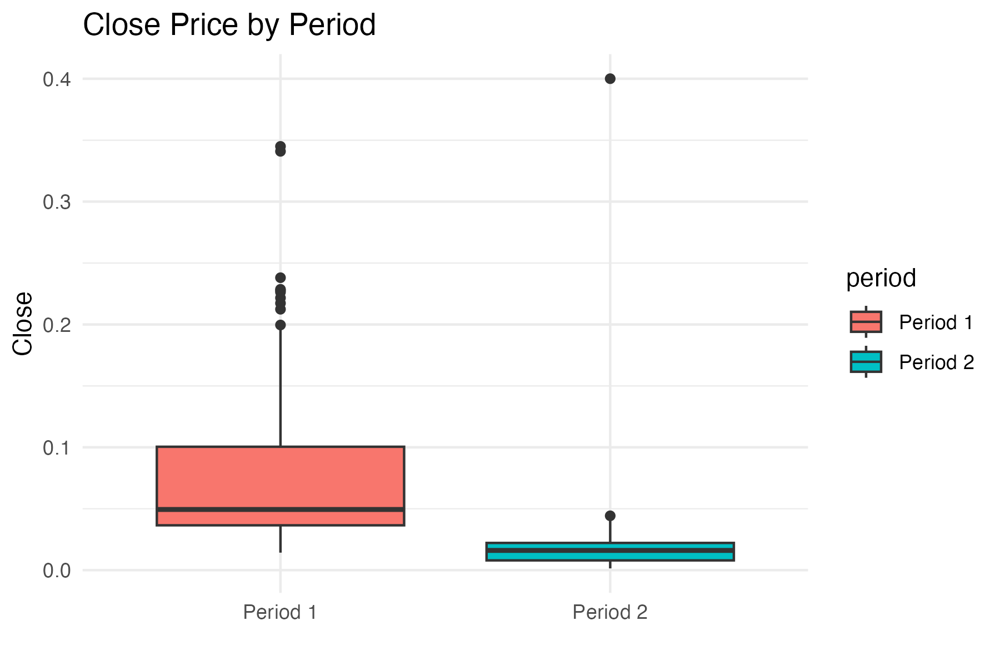 Close Price by Period
Close
0.4
0.3
0.2
0.1
0.0
Period 1
Period 2
period
Period 1
Period 2